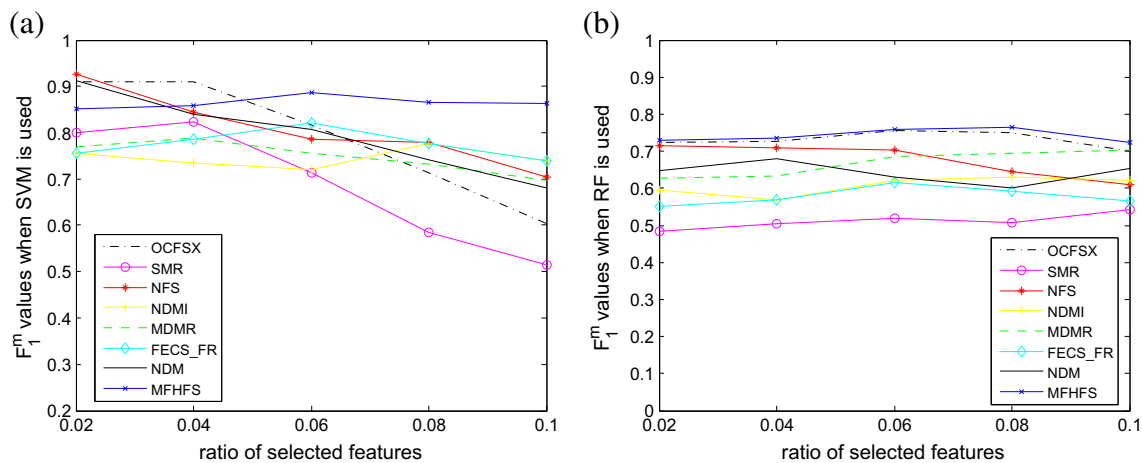 (a)
F₁ᵐ values when SVM is used
1
0.9
0.8
0.7
0.6
0.5
0.4
0.3
0.2
0.02
0.04
0.06
0.08
0.1
ratio of selected features
OCFSX
SMR
NFS
NDMI
MDMR
FECS_FR
NDM
MFHFS
(b)
F₁ᵐ values when RF is used
1
0.9
0.8
0.7
0.6
0.5
0.4
0.3
0.2
0.1
0
0.02
0.04
0.06
0.08
0.1
ratio of selected features
OCFSX
SMR
NFS
NDMI
MDMR
FECS_FR
NDM
MFHFS